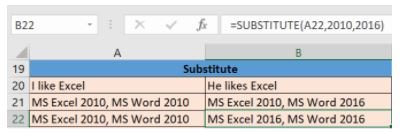 B22 fx =SUBSTITUTE(A22,2010,2016)
A B
19 Substitute
20 I like Excel He likes Excel
21 MS Excel 2010, MS Word 2010 MS Excel 2010, MS Word 2016
22 MS Excel 2010, MS Word 2010 MS Excel 2016, MS Word 2016